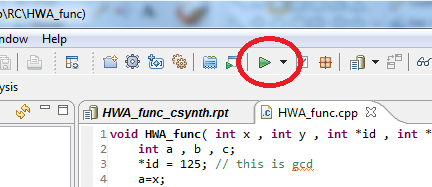 o\RC\HWA_func)
indow Help
ysis
HWA_func_csynth.rpt HWA_func.cpp
1 void HWA_func( int x , int y , int *id , int *
2 int a , b , c;
3 *id = 125; // this is gcd
4 a=x;